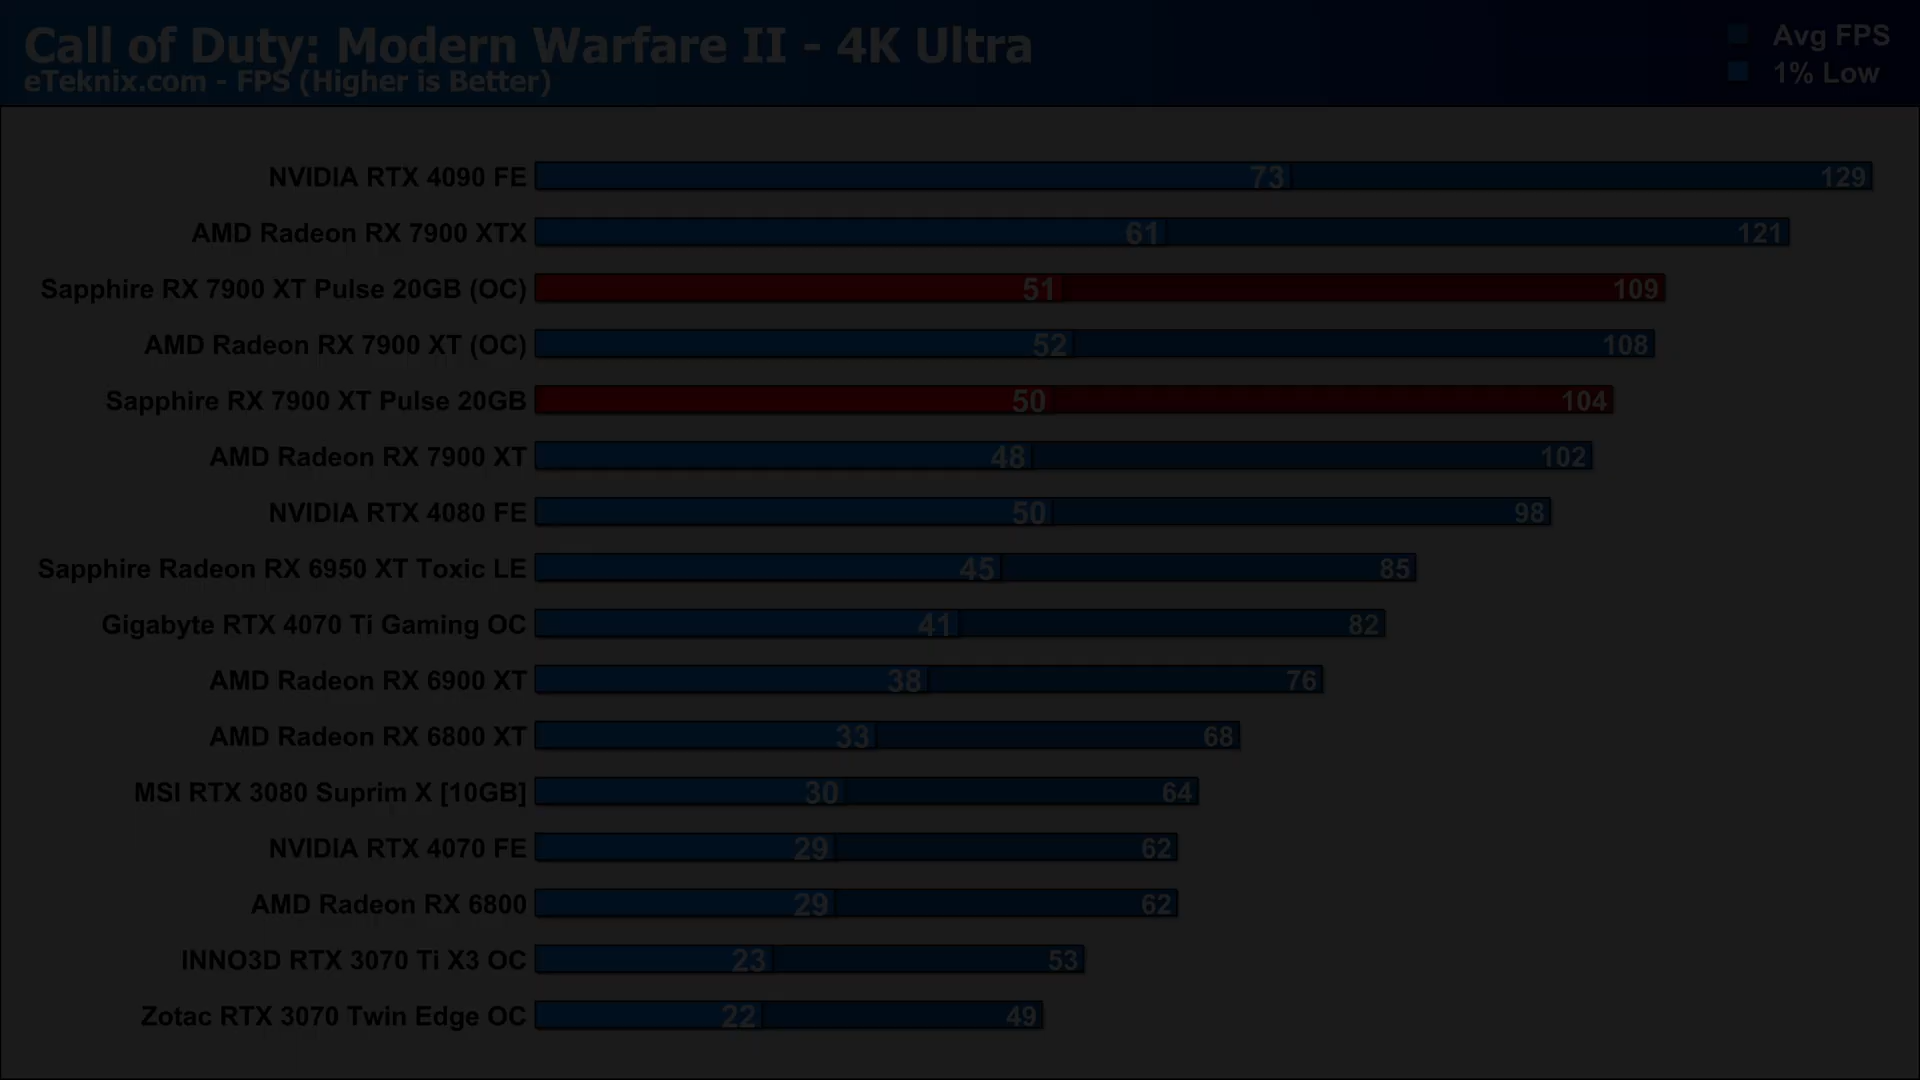 Call of Duty: Modern Warfare II - 4K Ultra
eTeknix.com - FPS (Higher is Better)
Avg FPS
1% Low
NVIDIA RTX 4090 FE 73 129
AMD Radeon RX 7900 XTX 61 121
Sapphire RX 7900 XT Pulse 20GB (OC) 51 109
AMD Radeon RX 7900 XT (OC) 52 108
Sapphire RX 7900 XT Pulse 20GB 50 104
AMD Radeon RX 7900 XT 48 102
NVIDIA RTX 4080 FE 50 98
Sapphire Radeon RX 6950 XT Toxic LE 45 85
Gigabyte RTX 4070 Ti Gaming OC 41 82
AMD Radeon RX 6900 XT 38 76
AMD Radeon RX 6800 XT 33 68
MSI RTX 3080 Suprim X [10GB] 30 64
NVIDIA RTX 4070 FE 29 62
AMD Radeon RX 6800 29 62
INNO3D RTX 3070 Ti X3 OC 23 53
Zotac RTX 3070 Twin Edge OC 22 49